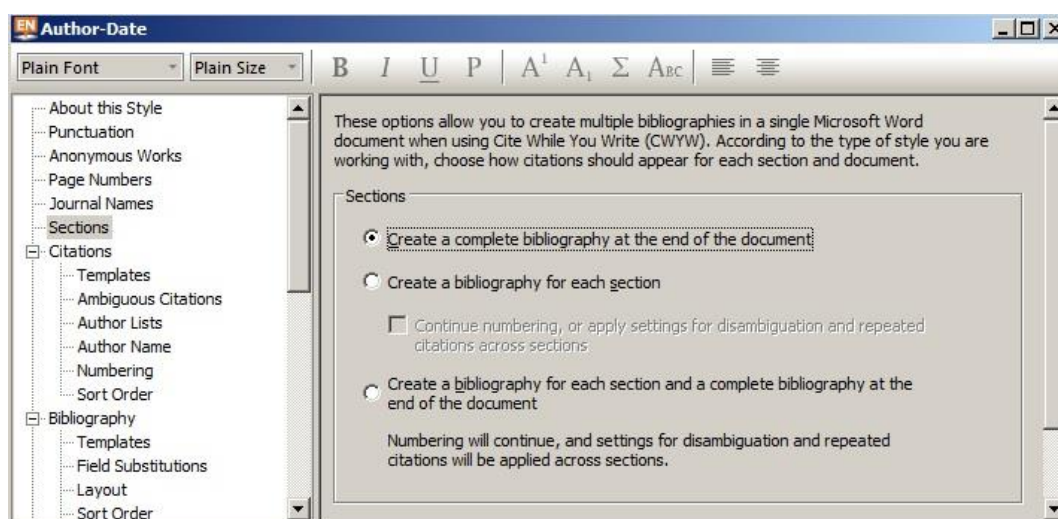 EN Author-Date
Plain Font Plain Size B I U P A1 A1 Σ ABC
About this Style
Punctuation
Anonymous Works
Page Numbers
Journal Names
Sections
Citations
Templates
Ambiguous Citations
Author Lists
Author Name
Numbering
Sort Order
Bibliography
Templates
Field Substitutions
Layout
Sort Order
These options allow you to create multiple bibliographies in a single Microsoft Word
document when using Cite While You Write (CWYW). According to the type of style you are
working with, choose how citations should appear for each section and document.
Sections
Create a complete bibliography at the end of the document
Create a bibliography for each section
Continue numbering, or apply settings for disambiguation and repeated
citations across sections
Create a bibliography for each section and a complete bibliography at the
end of the document
Numbering will continue, and settings for disambiguation and repeated
citations will be applied across sections.